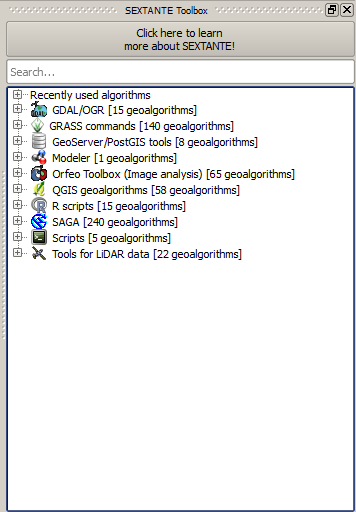 SEXTANTE Toolbox
Click here to learn
more about SEXTANTE!
Search...
Recently used algorithms
GDAL/OGR [15 geoalgorithms]
GRASS commands [140 geoalgorithms]
GeoServer/PostGIS tools [8 geoalgorithms]
Modeler [1 geoalgorithms]
Orfeo Toolbox (Image analysis) [65 geoalgorithms]
QGIS geoalgorithms [58 geoalgorithms]
R scripts [15 geoalgorithms]
SAGA [240 geoalgorithms]
Scripts [5 geoalgorithms]
Tools for LiDAR data [22 geoalgorithms]